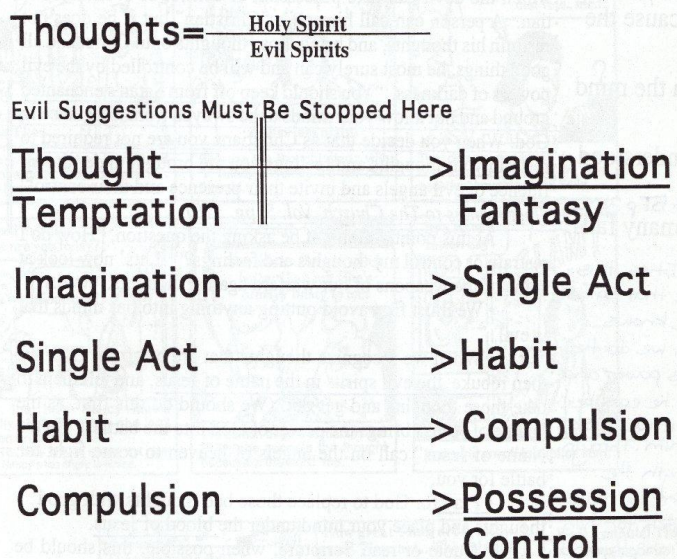 Thoughts= Holy Spirit
Evil Spirits
Evil Suggestions Must Be Stopped Here
Thought > Imagination
Temptation Fantasy
Imagination > Single Act
Single Act > Habit
Habit > Compulsion
Compulsion > Possession
Control